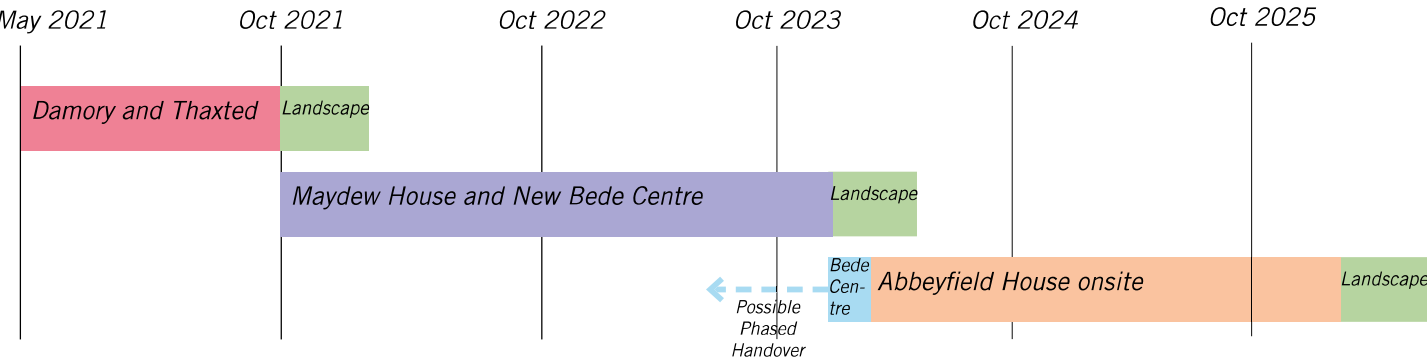 May 2021 Oct 2021 Oct 2022 Oct 2023 Oct 2024 Oct 2025
Damory and Thaxted Landscape
Maydew House and New Bede Centre Landscape
Bede
Cen-
tre
Abbeyfield House onsite Landscape
Possible
Phased
Handover